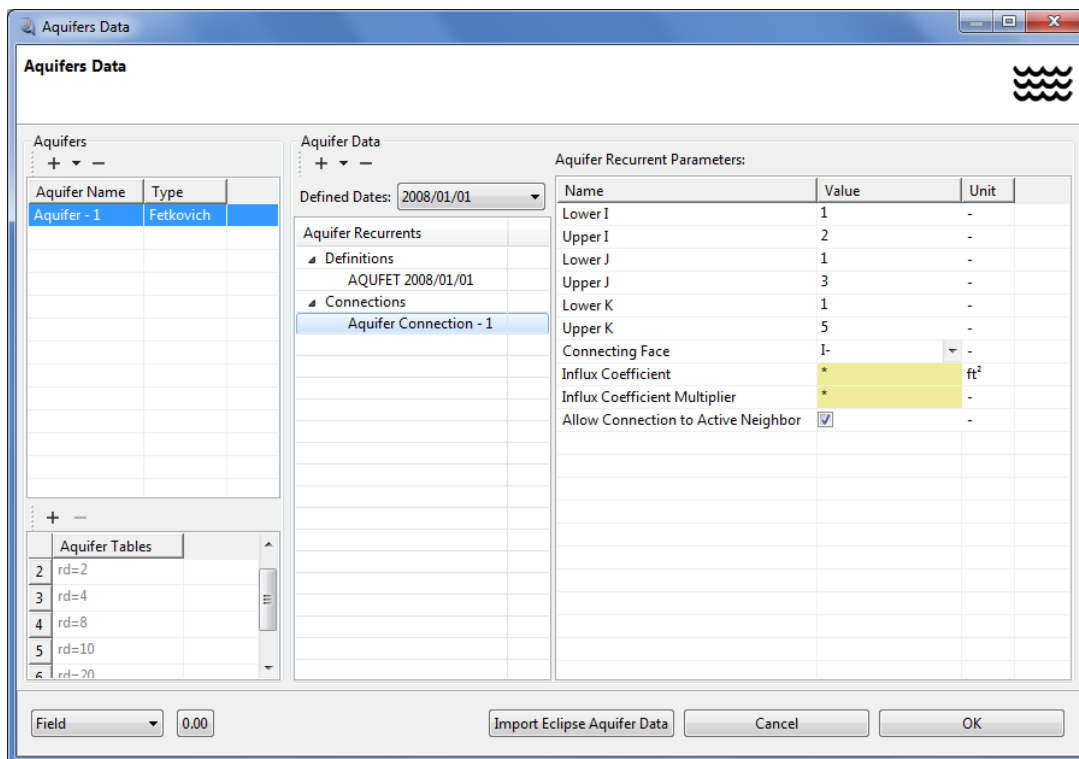 Aquifers Data
Aquifers Data
Aquifers
Aquifer Name Type
Aquifer - 1 Fetkovich
Aquifer Tables
2 rd=2
3 rd=4
4 rd=8
5 rd=10
6 rd=20
Aquifer Data
Defined Dates: 2008/01/01
Aquifer Recurrents
Definitions
AQUFET 2008/01/01
Connections
Aquifer Connection - 1
Aquifer Recurrent Parameters:
Name Value Unit
Lower I 1 -
Upper I 2 -
Lower J 1 -
Upper J 3 -
Lower K 1 -
Upper K 5 -
Connecting Face I- -
Influx Coefficient * ft²
Influx Coefficient Multiplier * -
Allow Connection to Active Neighbor -
Field 0.00 Import Eclipse Aquifer Data Cancel OK